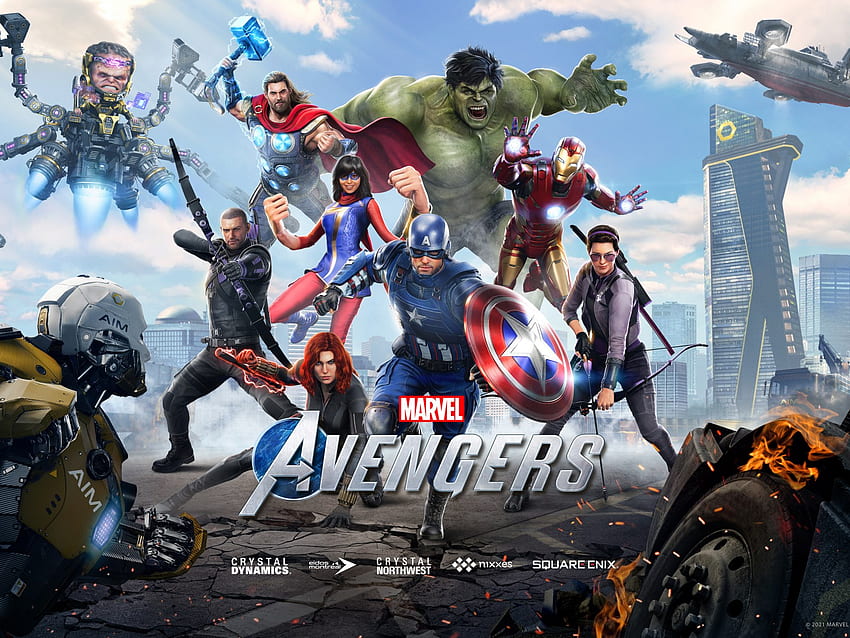 AIM
AIM
MARVEL
AVENGERS
CRYSTAL DYNAMICS.
eidos montréal
CRYSTAL NORTHWEST
nixxes
SQUARE ENIX
© 2021 MARVEL